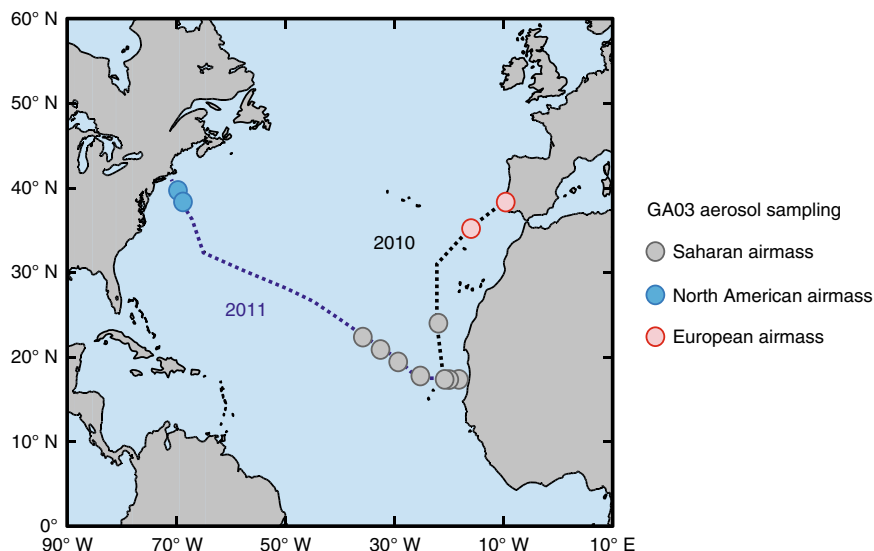 60° N
50° N
40° N
30° N
20° N
10° N
0°
90° W
70° W
50° W
30° W
10° W
10° E
2010
2011
GA03 aerosol sampling
Saharan airmass
North American airmass
European airmass